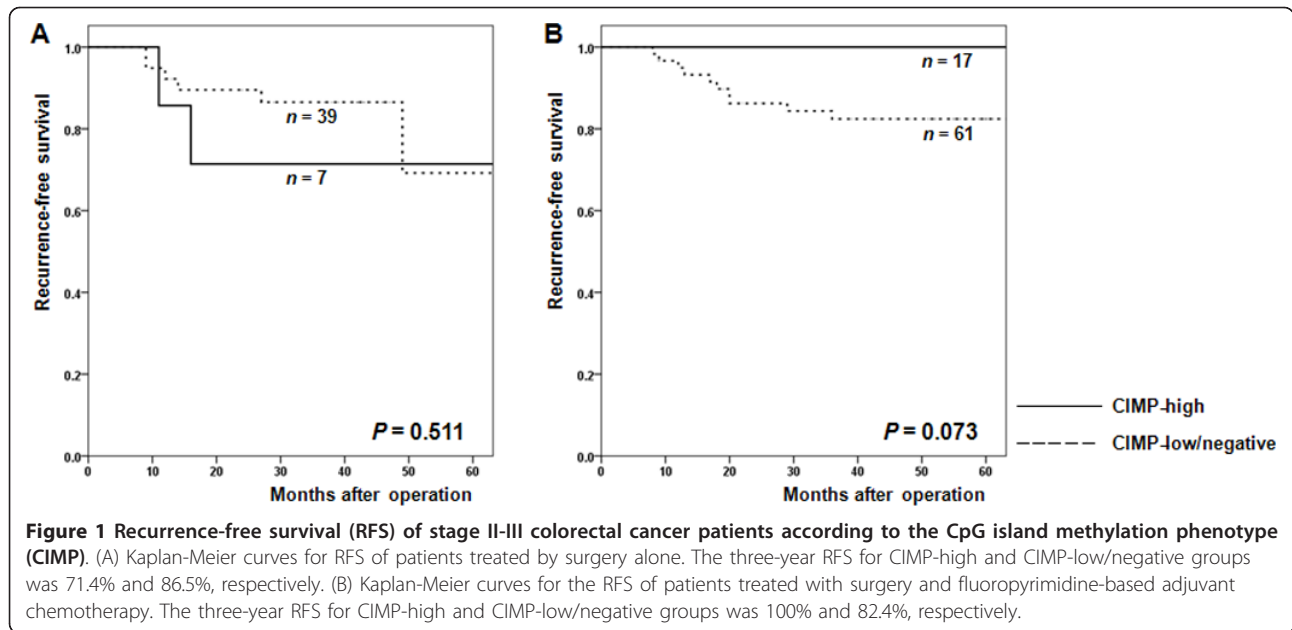 A
B
1.0
0.8
0.6
0.4
0.2
0.0
Recurrence-free survival
n = 39
n = 7
P = 0.511
0 10 20 30 40 50 60
Months after operation
1.0
0.8
0.6
0.4
0.2
0.0
Recurrence-free survival
n = 17
n = 61
P = 0.073
0 10 20 30 40 50 60
Months after operation
CIMP-high
CIMP-low/negative
Figure 1 Recurrence-free survival (RFS) of stage II-III colorectal cancer patients according to the CpG island methylation phenotype
(CIMP). (A) Kaplan-Meier curves for RFS of patients treated by surgery alone. The three-year RFS for CIMP-high and CIMP-low/negative groups
was 71.4% and 86.5%, respectively. (B) Kaplan-Meier curves for the RFS of patients treated with surgery and fluoropyrimidine-based adjuvant
chemotherapy. The three-year RFS for CIMP-high and CIMP-low/negative groups was 100% and 82.4%, respectively.